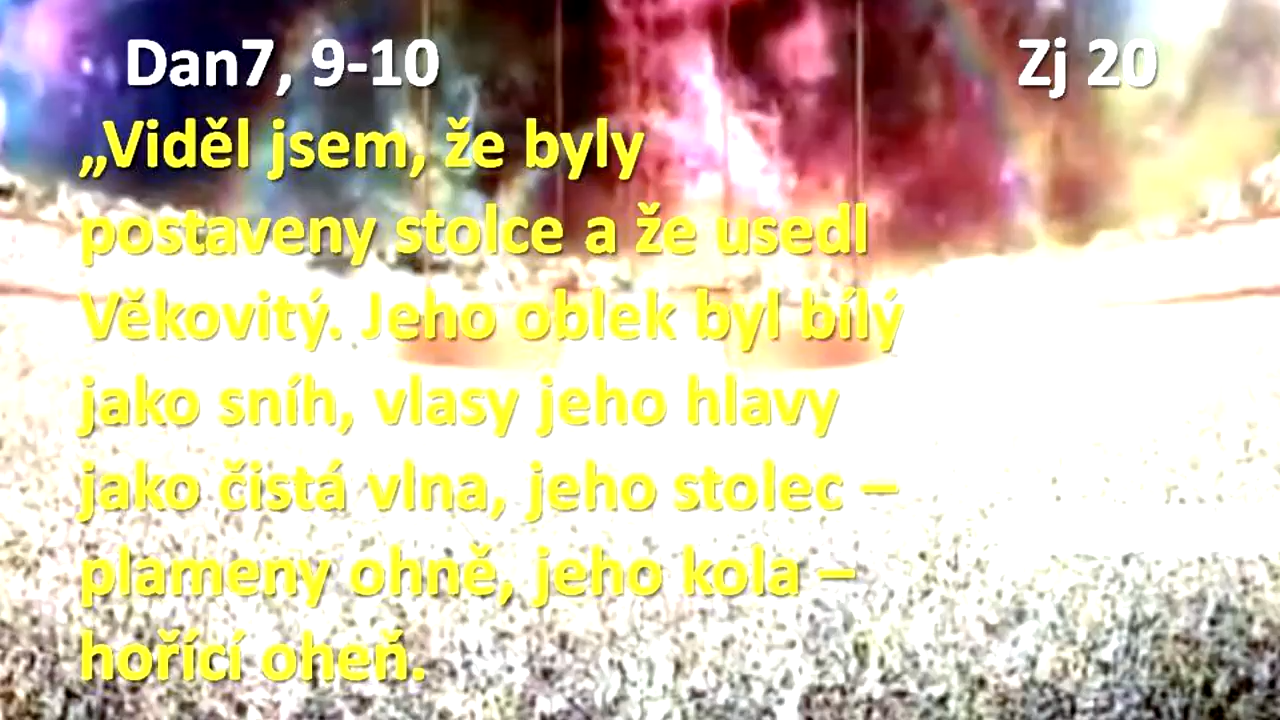 Dan7, 9-10 Zj 20
„Viděl jsem, že byly
postaveny stolce a že usedl
Věkovitý. Jeho oblek byl bílý
jako sníh, vlasy jeho hlavy
jako čistá vlna, jeho stolec –
plameny ohně, jeho kola –
hořící oheň.